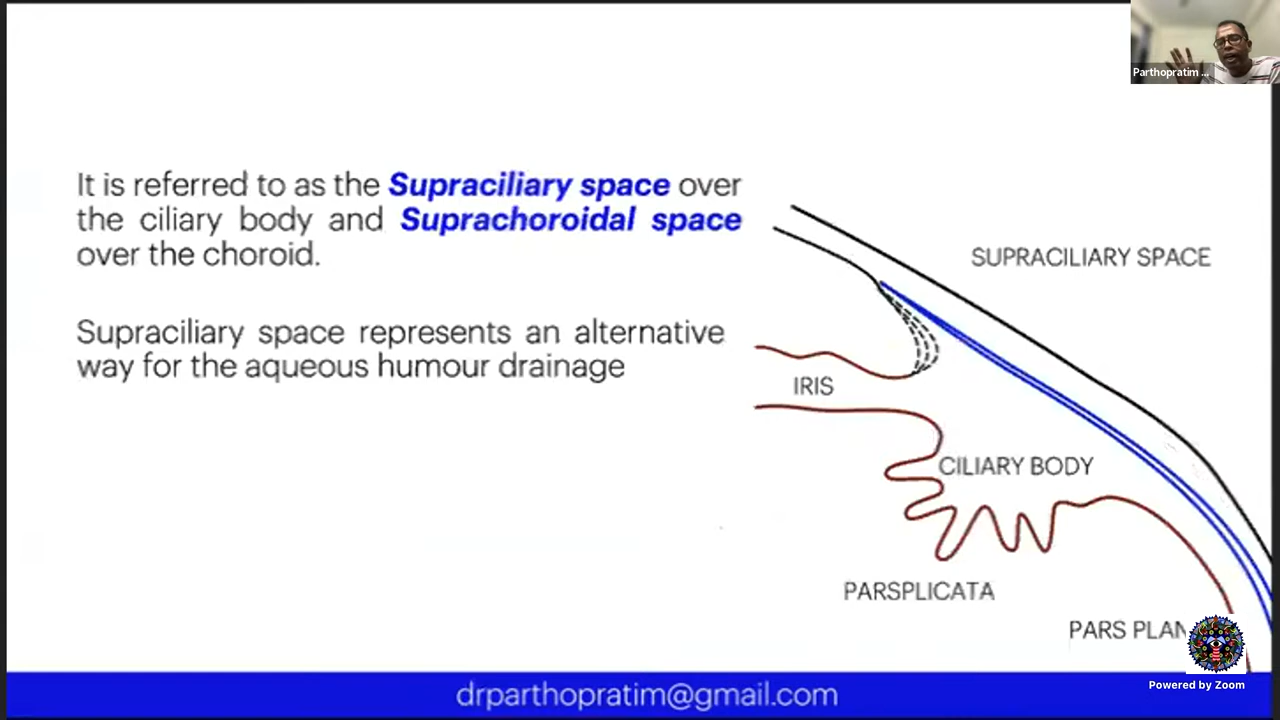 Parthopratim ...
It is referred to as the Supraciliary space over
the ciliary body and Suprachoroidal space
over the choroid.
Supraciliary space represents an alternative
way for the aqueous humour drainage
SUPRACILIARY SPACE
IRIS
CILIARY BODY
PARSPLICATA
PARS PLAN
Powered by Zoom
drparthopratim@gmail.com